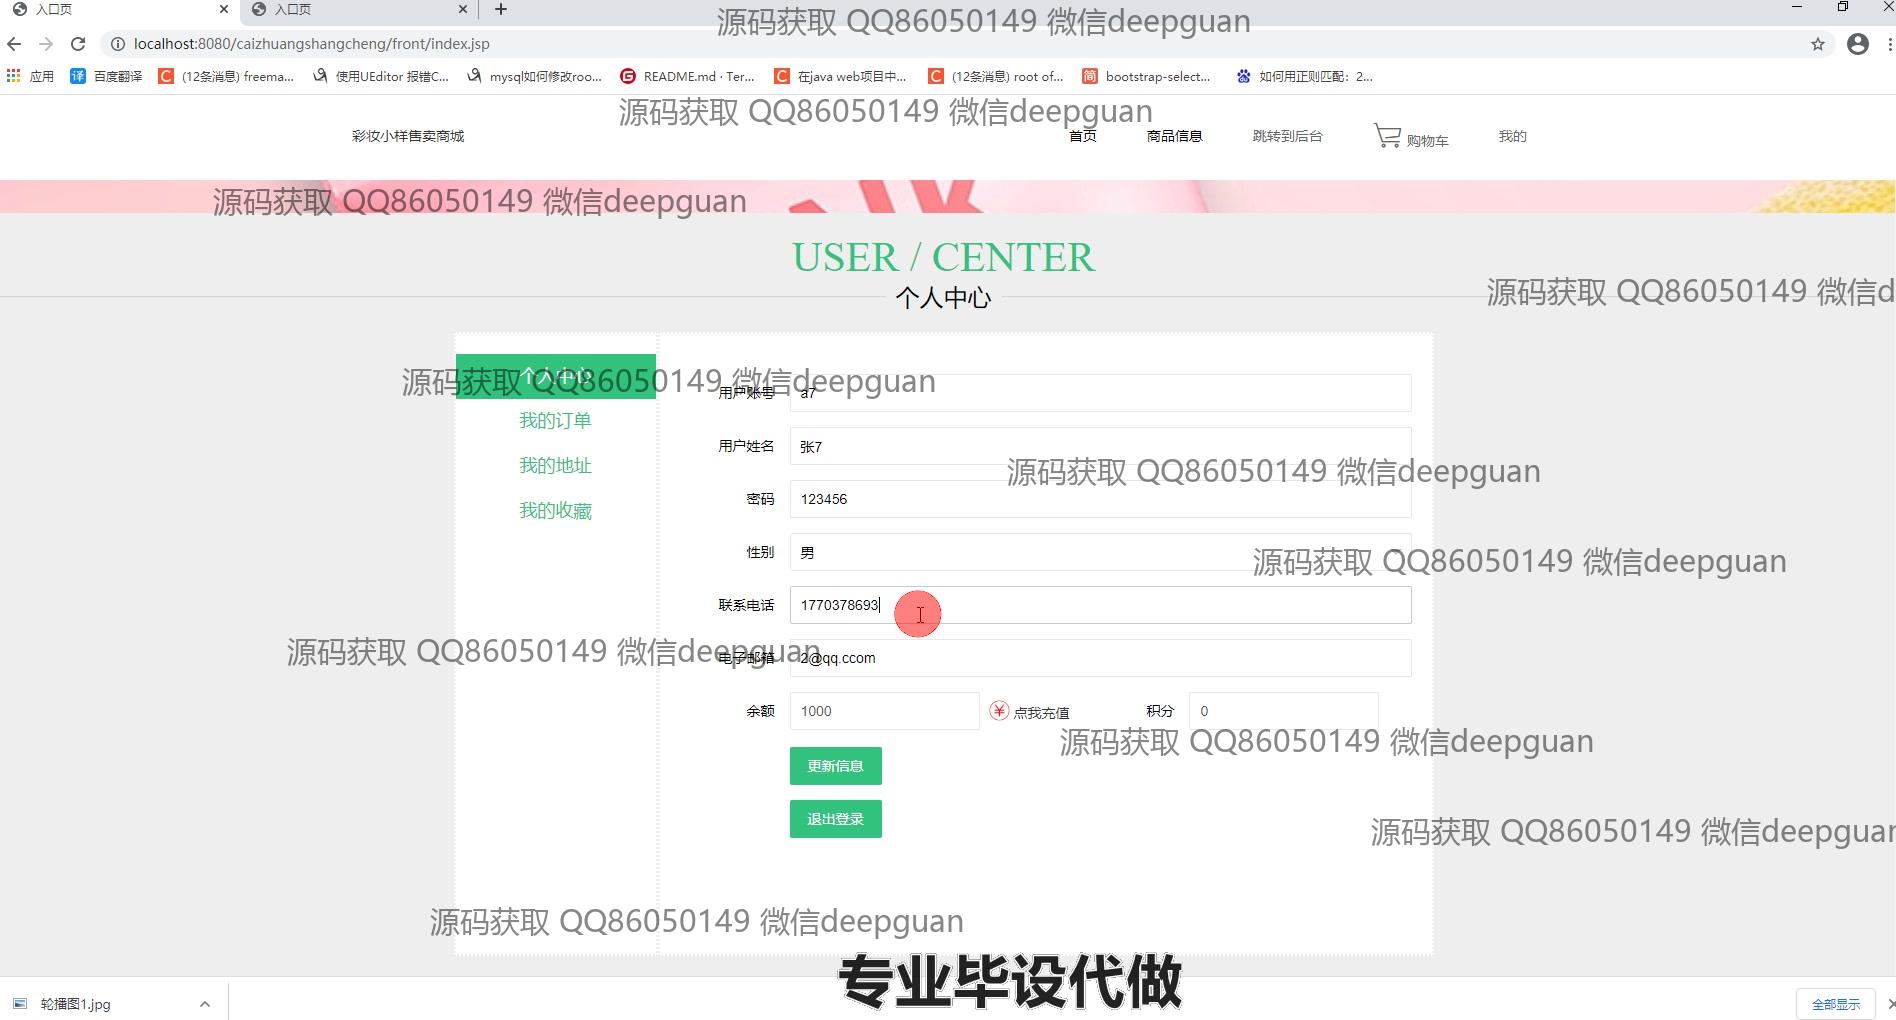 入口页
入口页
源码获取 QQ86050149 微信deepguan
localhost:8080/caizhuangshangcheng/front/index.jsp
应用 百度翻译 (12条消息) freema... 使用UEditor 报错C... mysql如何修改roo... README.md · Ter... 在java web项目中... (12条消息) root of... bootstrap-select... 如何用正则匹配：2...
源码获取 QQ86050149 微信deepguan
彩妆小样售卖商城 首页 商品信息 跳转到后台 购物车 我的
源码获取 QQ86050149 微信deepguan
USER / CENTER
个人中心
源码获取 QQ86050149 微信d
个人中心
源码获取 QQ86050149 微信deepguan
用户账号 a7
我的订单
用户姓名 张7
我的地址
源码获取 QQ86050149 微信deepguan
密码 123456
我的收藏
性别 男
源码获取 QQ86050149 微信deepguan
联系电话 1770378693
源码获取 QQ86050149 微信deepguan
电子邮箱 2@qq.ccom
余额 1000 点我充值 积分 0
源码获取 QQ86050149 微信deepguan
更新信息
退出登录
源码获取 QQ86050149 微信deepguan
源码获取 QQ86050149 微信deepguan
专业毕设代做
轮播图1.jpg 全部显示